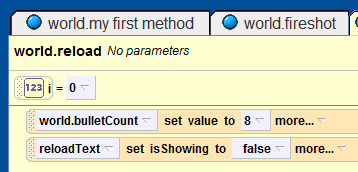 world.my first method world.fireshot
world.reload No parameters
123 i = 0
world.bulletCount set value to 8 more...
reloadText set isShowing to false more...